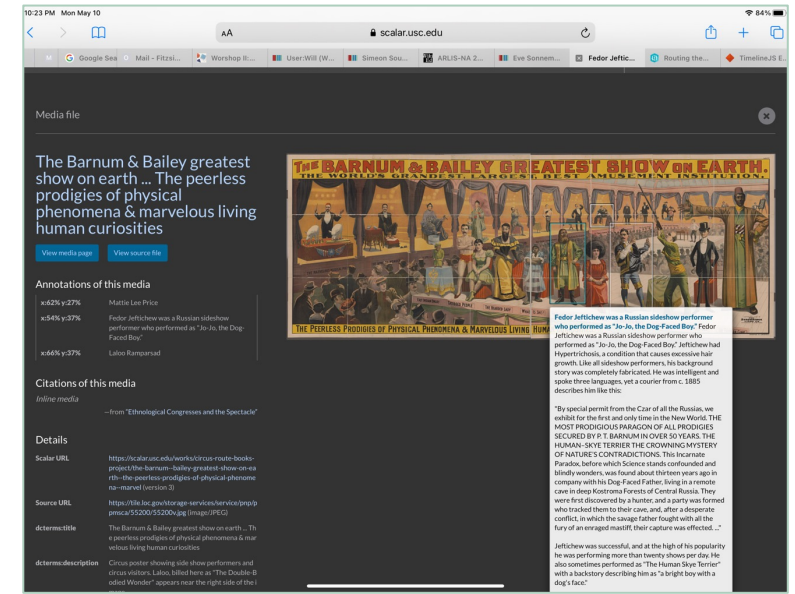 10:23 PM Mon May 10
84%
AA
scalar.usc.edu
Google Sea
Mail - Fitzsi...
Worshop II:...
User:Will (W...
Simeon Sou...
ARLIS-NA 2...
Eve Sonnem...
Fedor Jeftic...
Routing the...
TimelineJS E...
Media file
The Barnum & Bailey greatest
show on earth ... The peerless
prodigies of physical
phenomena & marvelous living
human curiosities
View media page
View source file
Annotations of this media
x:62% y:27% Mattie Lee Price
x:54% y:37% Fedor Jeftichew was a Russian sideshow
performer who performed as "Jo-Jo, the Dog-
Faced Boy."
x:66% y:37% Laloo Ramparsad
Citations of this media
Inline media
—from "Ethnological Congresses and the Spectacle"
Details
Scalar URL https://scalar.usc.edu/works/circus-route-books-
project/the-barnum--bailey-greatest-show-on-ea
rth--the-peerless-prodigies-of-physical-phenome
na--marvel (version 3)
Source URL https://tile.loc.gov/storage-services/service/pnp/p
pmsca/55200/55200v.jpg (image/JPEG)
dcterms:title The Barnum & Bailey greatest show on earth ... Th
e peerless prodigies of physical phenomena & mar
velous living human curiosities
dcterms:description Circus poster showing side show performers and
circus visitors. Laloo, billed here as "The Double-B
odied Wonder" appears near the right side of the i
THE BARNUM & BAILEY GREATEST SHOW ON EARTH.
THE WORLD'S GRANDEST, LARGEST, BEST AMUSEMENT INSTITUTION.
THE PEERLESS PRODIGIES OF PHYSICAL PHENOMENA & MARVELOUS LIVING HUM
Fedor Jeftichew was a Russian sideshow performer
who performed as "Jo-Jo, the Dog-Faced Boy." Fedor
Jeftichew was a Russian sideshow performer who
performed as "Jo-Jo, the Dog-Faced Boy." Jeftichew had
Hypertrichosis, a condition that causes excessive hair
growth. Like all sideshow performers, his background
story was completely fabricated. He was intelligent and
spoke three languages, yet a courier from c. 1885
describes him like this:
"By special permit from the Czar of all the Russias, we
exhibit for the first and only time in the New World. THE
MOST PRODIGIOUS PARAGON OF ALL PRODIGIES
SECURED BY P. T. BARNUM IN OVER 50 YEARS. THE
HUMAN–SKYE TERRIER THE CROWNING MYSTERY
OF NATURE'S CONTRADICTIONS. This Incarnate
Paradox, before which Science stands confounded and
blindly wonders, was found about thirteen years ago in
company with his Dog-Faced Father, living in a remote
cave in deep Kostroma Forests of Central Russia. They
were first discovered by a hunter, and a party was formed
who tracked them to their cave, and, after a desperate
conflict, in which the savage father fought with all the
fury of an enraged mastiff, their capture was effected. ..."
Jeftichew was successful, and at the high of his popularity
he was performing more than twenty shows per day. He
also sometimes performed as "The Human Skye Terrier"
with a backstory describing him as "a bright boy with a
dog's face."